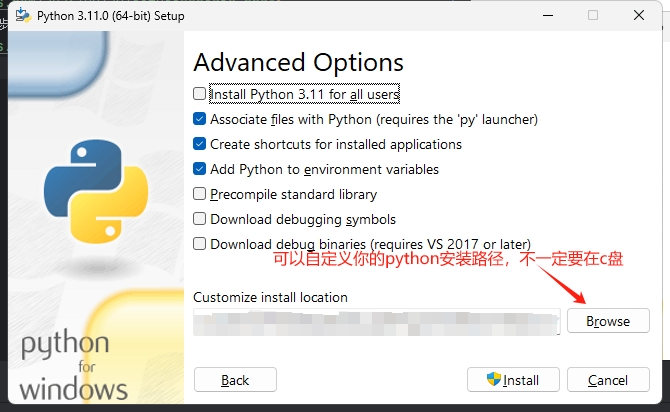 Python 3.11.0 (64-bit) Setup
Advanced Options
Install Python 3.11 for all users
Associate files with Python (requires the 'py' launcher)
Create shortcuts for installed applications
Add Python to environment variables
Precompile standard library
Download debugging symbols
Download debug binaries (requires VS 2017 or later)
可以自定义你的python安装路径，不一定要在c盘
Customize install location
Browse
python
for
windows
Back
Install
Cancel